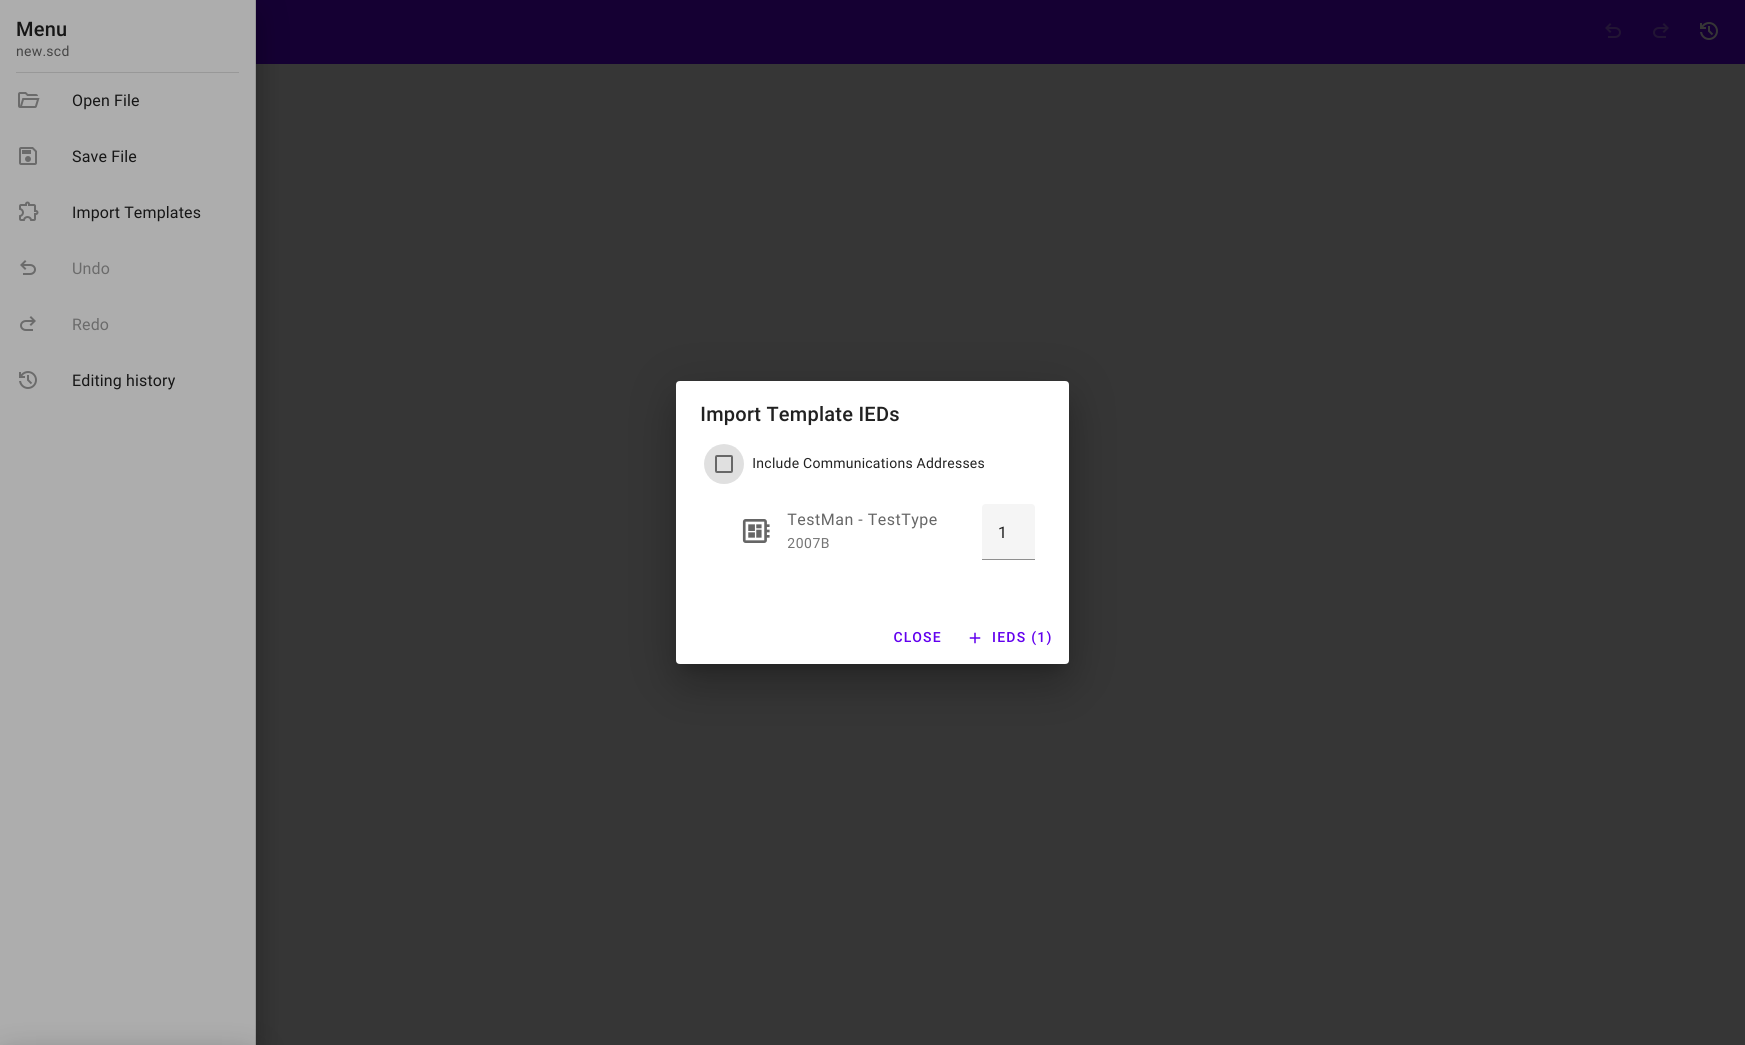 Menu
new.scd
Open File
Save File
Import Templates
Undo
Redo
Editing history
Import Template IEDs
Include Communications Addresses
TestMan - TestType
2007B
1
CLOSE
IEDS (1)